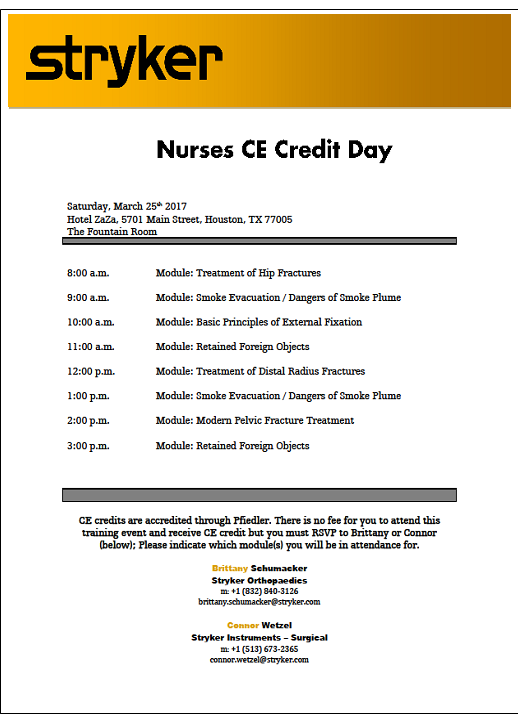 stryker
Nurses CE Credit Day
Saturday, March 25th 2017
Hotel ZaZa, 5701 Main Street, Houston, TX 77005
The Fountain Room
8:00 a.m. Module: Treatment of Hip Fractures
9:00 a.m. Module: Smoke Evacuation / Dangers of Smoke Plume
10:00 a.m. Module: Basic Principles of External Fixation
11:00 a.m. Module: Retained Foreign Objects
12:00 p.m. Module: Treatment of Distal Radius Fractures
1:00 p.m. Module: Smoke Evacuation / Dangers of Smoke Plume
2:00 p.m. Module: Modern Pelvic Fracture Treatment
3:00 p.m. Module: Retained Foreign Objects
CE credits are accredited through Pfiedler. There is no fee for you to attend this
training event and receive CE credit but you must RSVP to Brittany or Connor
(below); Please indicate which module(s) you will be in attendance for.
Brittany Schumacker
Stryker Orthopaedics
m: +1 (832) 840-3126
brittany.schumacker@stryker.com
Connor Wetzel
Stryker Instruments – Surgical
m: +1 (513) 673-2365
connor.wetzel@stryker.com